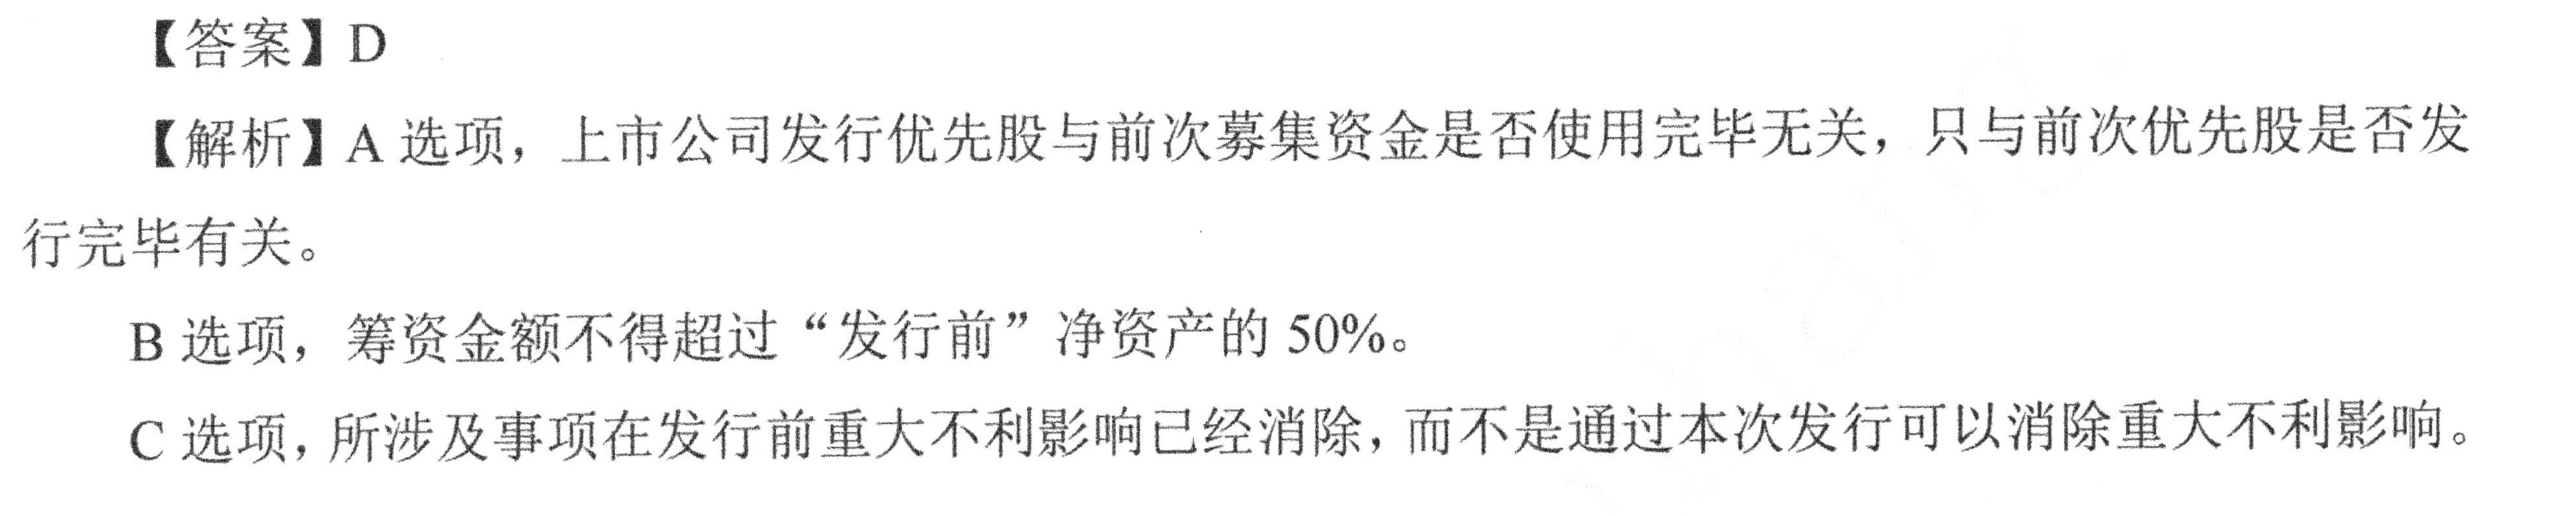 【答案】D
【解析】A 选项，上市公司发行优先股与前次募集资金是否使用完毕无关，只与前次优先股是否发
行完毕有关。
B 选项，筹资金额不得超过“发行前”净资产的 50%。
C 选项，所涉及事项在发行前重大不利影响已经消除，而不是通过本次发行可以消除重大不利影响。